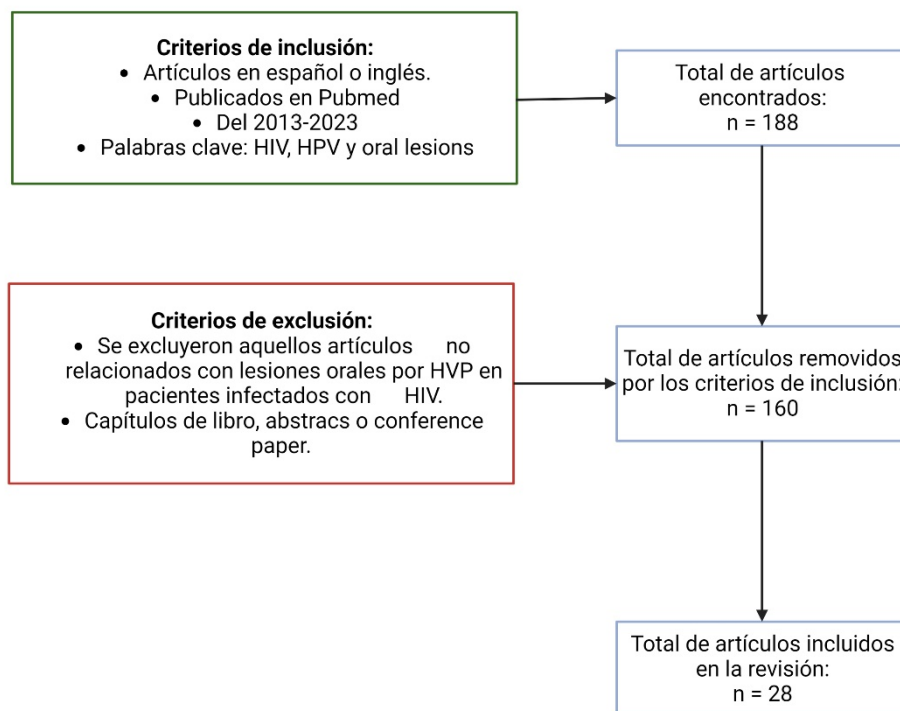 Criterios de inclusión:
• Artículos en español o inglés.
• Publicados en Pubmed
• Del 2013-2023
• Palabras clave: HIV, HPV y oral lesions
Total de artículos
encontrados:
n = 188
Criterios de exclusión:
• Se excluyeron aquellos artículos no
relacionados con lesiones orales por HVP en
pacientes infectados con HIV.
• Capítulos de libro, abstracs o conference
paper.
Total de artículos removidos
por los criterios de inclusión:
n = 160
Total de artículos incluidos
en la revisión:
n = 28